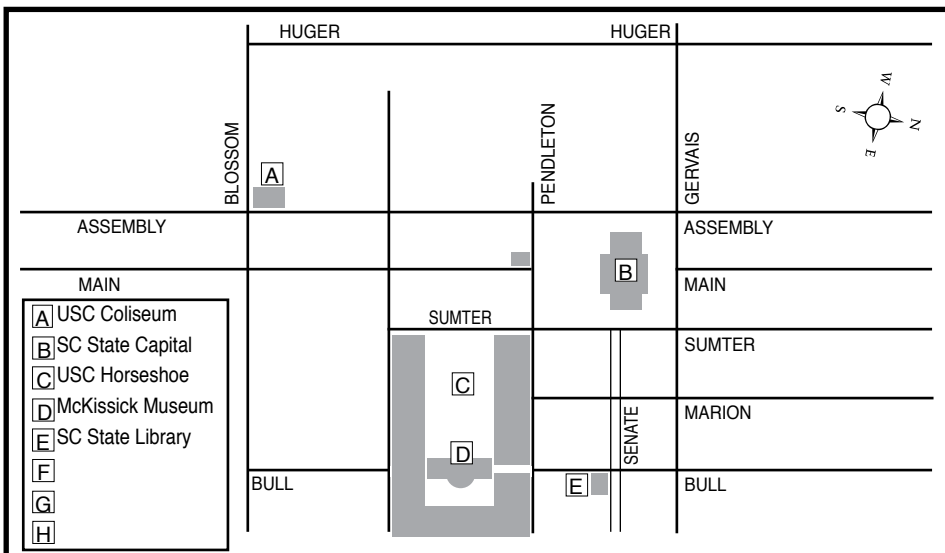 HUGER HUGER
W
S N
E
BLOSSOM
PENDLETON
GERVAIS
A
ASSEMBLY ASSEMBLY
B
MAIN MAIN
A USC Coliseum
SUMTER
B SC State Capital
SUMTER
C USC Horseshoe
C
D McKissick Museum
MARION
SENATE
E SC State Library
D
F
BULL E BULL
G
H